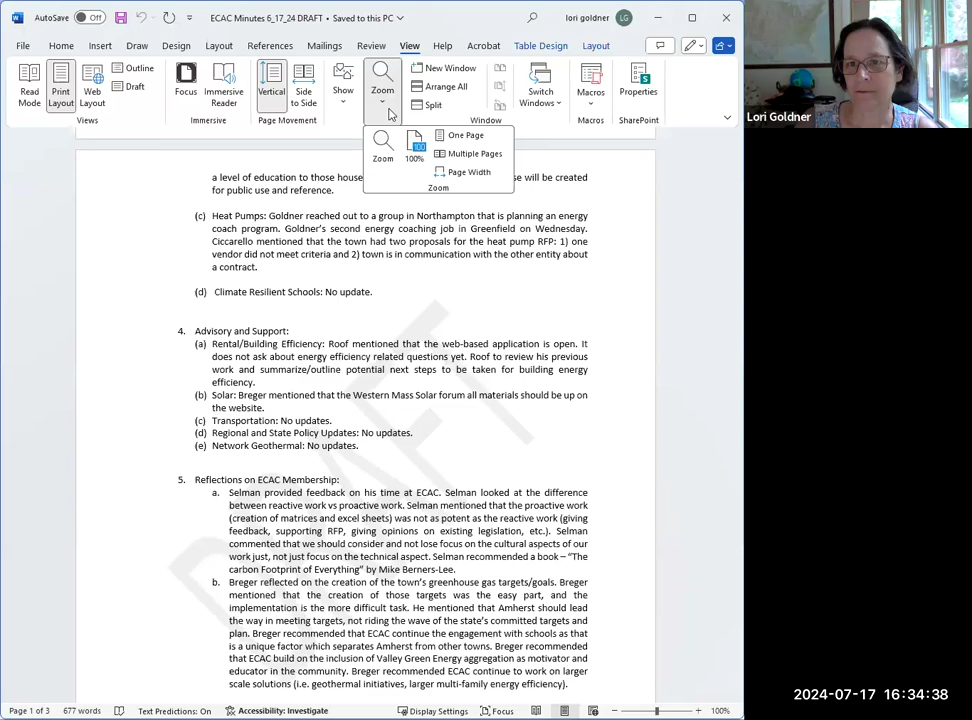 AutoSave Off ECAC Minutes 6_17_24 DRAFT • Saved to this PC lori goldner LG
File Home Insert Draw Design Layout References Mailings Review View Help Acrobat Table Design Layout
Read Mode
Print Layout
Web Layout
Outline
Draft
Views
Focus
Immersive Reader
Immersive
Vertical
Side to Side
Page Movement
Show
Zoom
New Window
Arrange All
Split
Window
Switch Windows
Macros
Macros
Properties
SharePoint
Zoom
100
100%
One Page
Multiple Pages
Page Width
Zoom
Lori Goldner
a level of education to those hous
se will be created
for public use and reference.
(c) Heat Pumps: Goldner reached out to a group in Northampton that is planning an energy
coach program. Goldner's second energy coaching job in Greenfield on Wednesday.
Ciccarello mentioned that the town had two proposals for the heat pump RFP: 1) one
vendor did not meet criteria and 2) town is in communication with the other entity about
a contract.
(d) Climate Resilient Schools: No update.
4. Advisory and Support:
(a) Rental/Building Efficiency: Roof mentioned that the web-based application is open. It
does not ask about energy efficiency related questions yet. Roof to review his previous
work and summarize/outline potential next steps to be taken for building energy
efficiency.
(b) Solar: Breger mentioned that the Western Mass Solar forum all materials should be up on
the website.
(c) Transportation: No updates.
(d) Regional and State Policy Updates: No updates.
(e) Network Geothermal: No updates.
5. Reflections on ECAC Membership:
a. Selman provided feedback on his time at ECAC. Selman looked at the difference
between reactive work vs proactive work. Selman mentioned that the proactive work
(creation of matrices and excel sheets) was not as potent as the reactive work (giving
feedback, supporting RFP, giving opinions on existing legislation, etc.). Selman
commented that we should consider and not lose focus on the cultural aspects of our
work just, not just focus on the technical aspect. Selman recommended a book – “The
carbon Footprint of Everything” by Mike Berners-Lee.
b. Breger reflected on the creation of the town's greenhouse gas targets/goals. Breger
mentioned that the creation of those targets was the easy part, and the
implementation is the more difficult task. He mentioned that Amherst should lead
the way in meeting targets, not riding the wave of the state's committed targets and
plan. Breger recommended that ECAC continue the engagement with schools as that
is a unique factor which separates Amherst from other towns. Breger recommended
that ECAC build on the inclusion of Valley Green Energy aggregation as motivator and
educator in the community. Breger recommended ECAC continue to work on larger
scale solutions (i.e. geothermal initiatives, larger multi-family energy efficiency).
DRAFT
Page 1 of 3 677 words Text Predictions: On Accessibility: Investigate Display Settings Focus 100%
2024-07-17 16:34:38